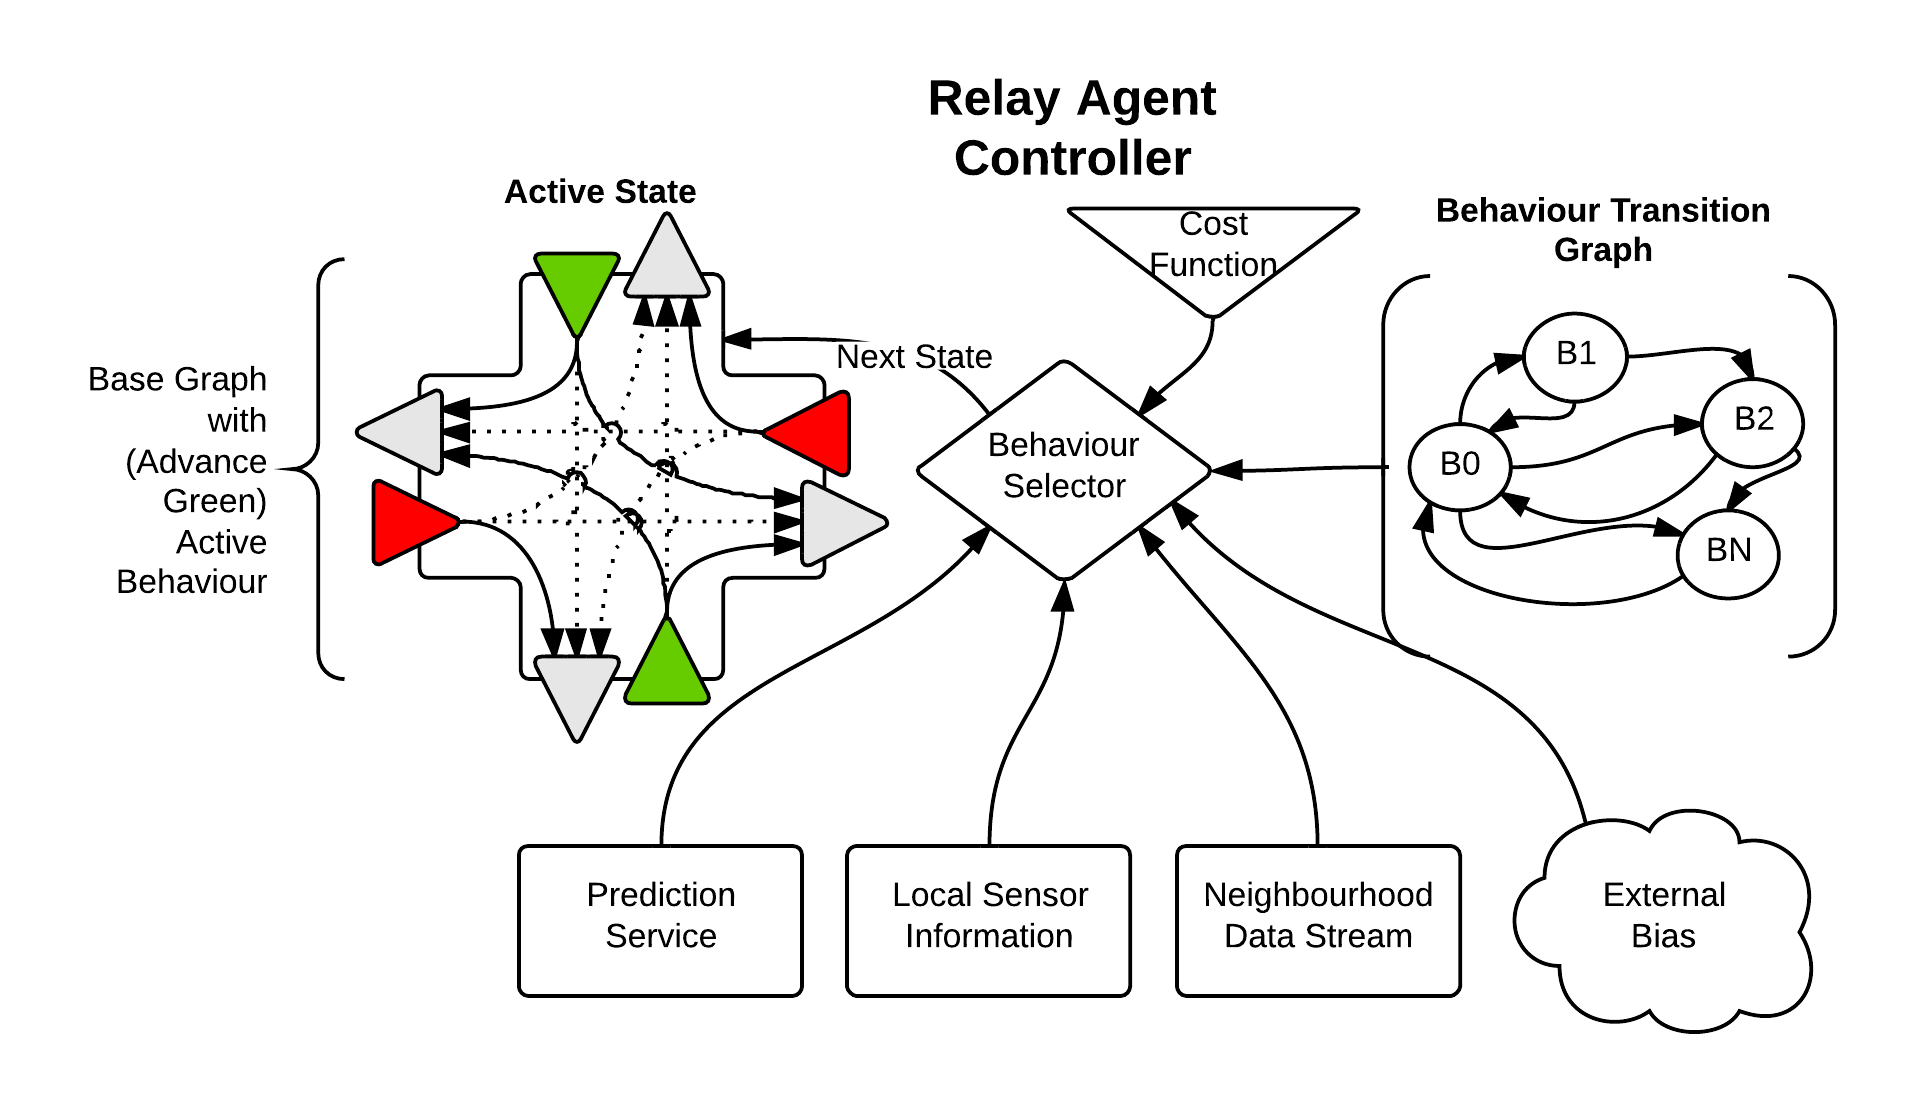 Relay Agent
Controller
Active State
Cost
Function
Behaviour Transition
Graph
Base Graph
with
(Advance
Green)
Active
Behaviour
Next State
Behaviour
Selector
B1
B2
B0
BN
Prediction
Service
Local Sensor
Information
Neighbourhood
Data Stream
External
Bias